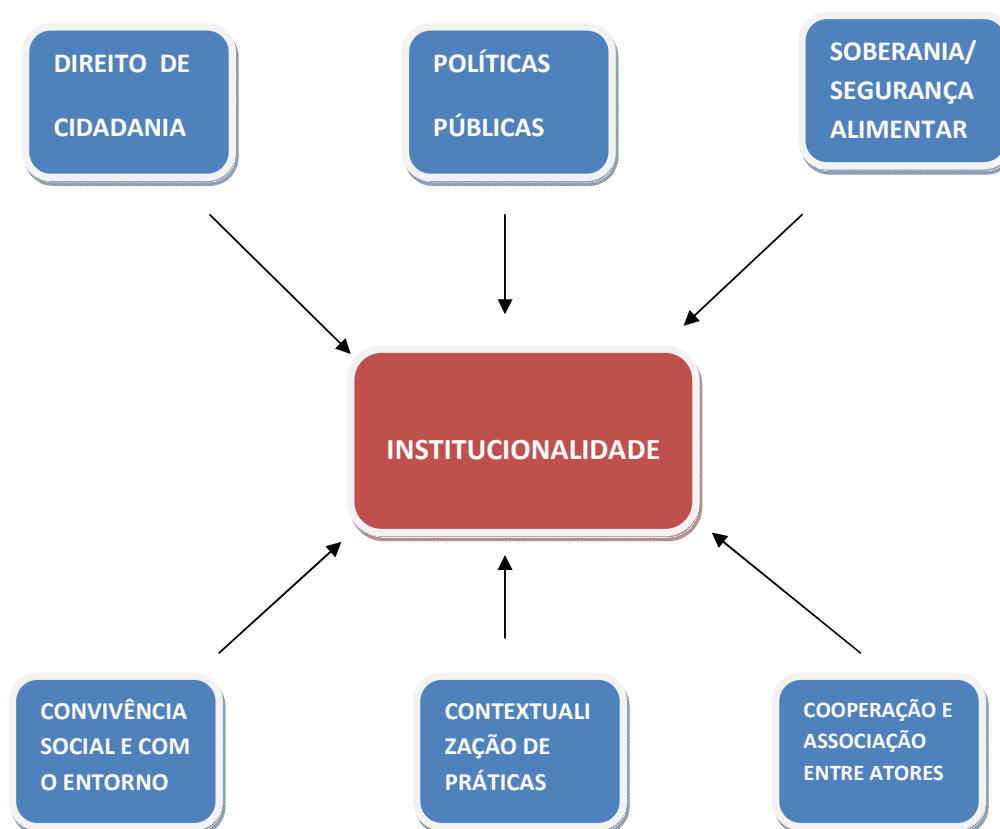 DIREITO DE
CIDADANIA
POLÍTICAS
PÚBLICAS
SOBERANIA/
SEGURANÇA
ALIMENTAR
INSTITUCIONALIDADE
CONVIVÊNCIA
SOCIAL E COM
O ENTORNO
CONTEXTUALI
ZAÇÃO DE
PRÁTICAS
COOPERAÇÃO E
ASSOCIAÇÃO
ENTRE ATORES